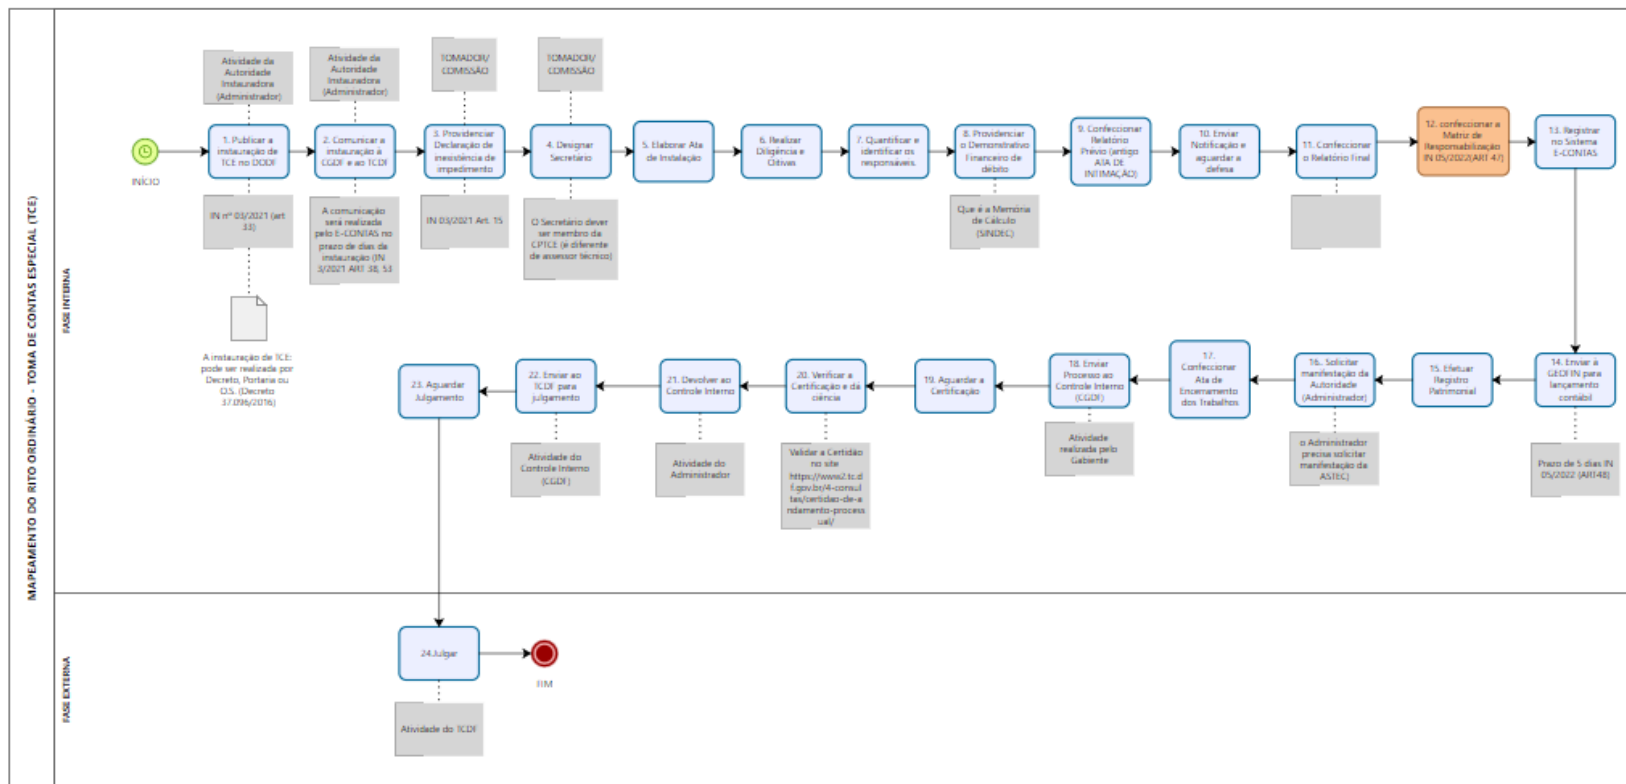 MAPEAMENTO DO RITO ORDINÁRIO - TOMA DE CONTAS ESPECIAL (TCE)
FASE INTERNA
INÍCIO
Atividade da
Autoridade
Instauradora
(Administrador)
1. Publicar a
instauração de
TCE no DODF
IN nº 03/2021 (art
33)
A instauração de TCE:
pode ser realizada por
Decreto, Portaria ou
O.S. (Decreto
37.096/2016)
Atividade da
Autoridade
Instauradora
(Administrador)
2. Comunicar a
instauração à
CGDF e ao TCDF
A comunicação
será realizada
pelo E-CONTAS no
prazo de dias da
instauração (IN
3/2021 ART 38, 53
TOMADOR/
COMISSÃO
3. Providenciar
Declaração de
inexistência de
impedimento
IN 03/2021 Art. 15
TOMADOR/
COMISSÃO
4. Designar
Secretário
O Secretário dever
ser membro da
CPTCE (é diferente
de assessor técnico)
5. Elaborar Ata
de Instalação
6. Realizar
Diligência e
Oitivas
7. Quantificar e
identificar os
responsáveis.
8. Providenciar
o Demonstrativo
Financeiro de
débito
Que é a Memória
de Cálculo
(SINDEC)
9. Confeccionar
Relatório
Prévio (antigo
ATA DE
INTIMAÇÃO)
10. Enviar
Notificação e
aguardar a
defesa
11. Confeccionar
o Relatório Final
12. confeccionar a
Matriz de
Responsabilização
IN 05/2022(ART 47)
13. Registrar
no Sistema
E-CONTAS
14. Enviar à
GEOFIN para
lançamento
contábil
Prazo de 5 dias IN
05/2022 (ART48)
15. Efetuar
Registro
Patrimonial
16. Solicitar
manifestação da
Autoridade
(Administrador)
o Administrador
precisa solicitar
manifestação da
ASTEC)
17.
Confeccionar
Ata de
Encerramento
dos Trabalhos
18. Enviar
Processo ao
Controle Interno
(CGDF)
Atividade
realizada pelo
Gabiente
19. Aguardar a
Certificação
20. Verificar a
Certificação e dá
ciência
Validar a Certidão
no site
https://www2.tc.d
f.gov.br/4-consul
tas/certidao-de-a
ndamento-process
ual/
21. Devolver ao
Controle Interno
Atividade do
Administrador
22. Enviar ao
TCDF para
julgamento
Atividade do
Controle Interno
(CGDF)
23. Aguardar
Julgamento
FASE EXTERNA
24.Julgar
Atividade do TCDF
FIM